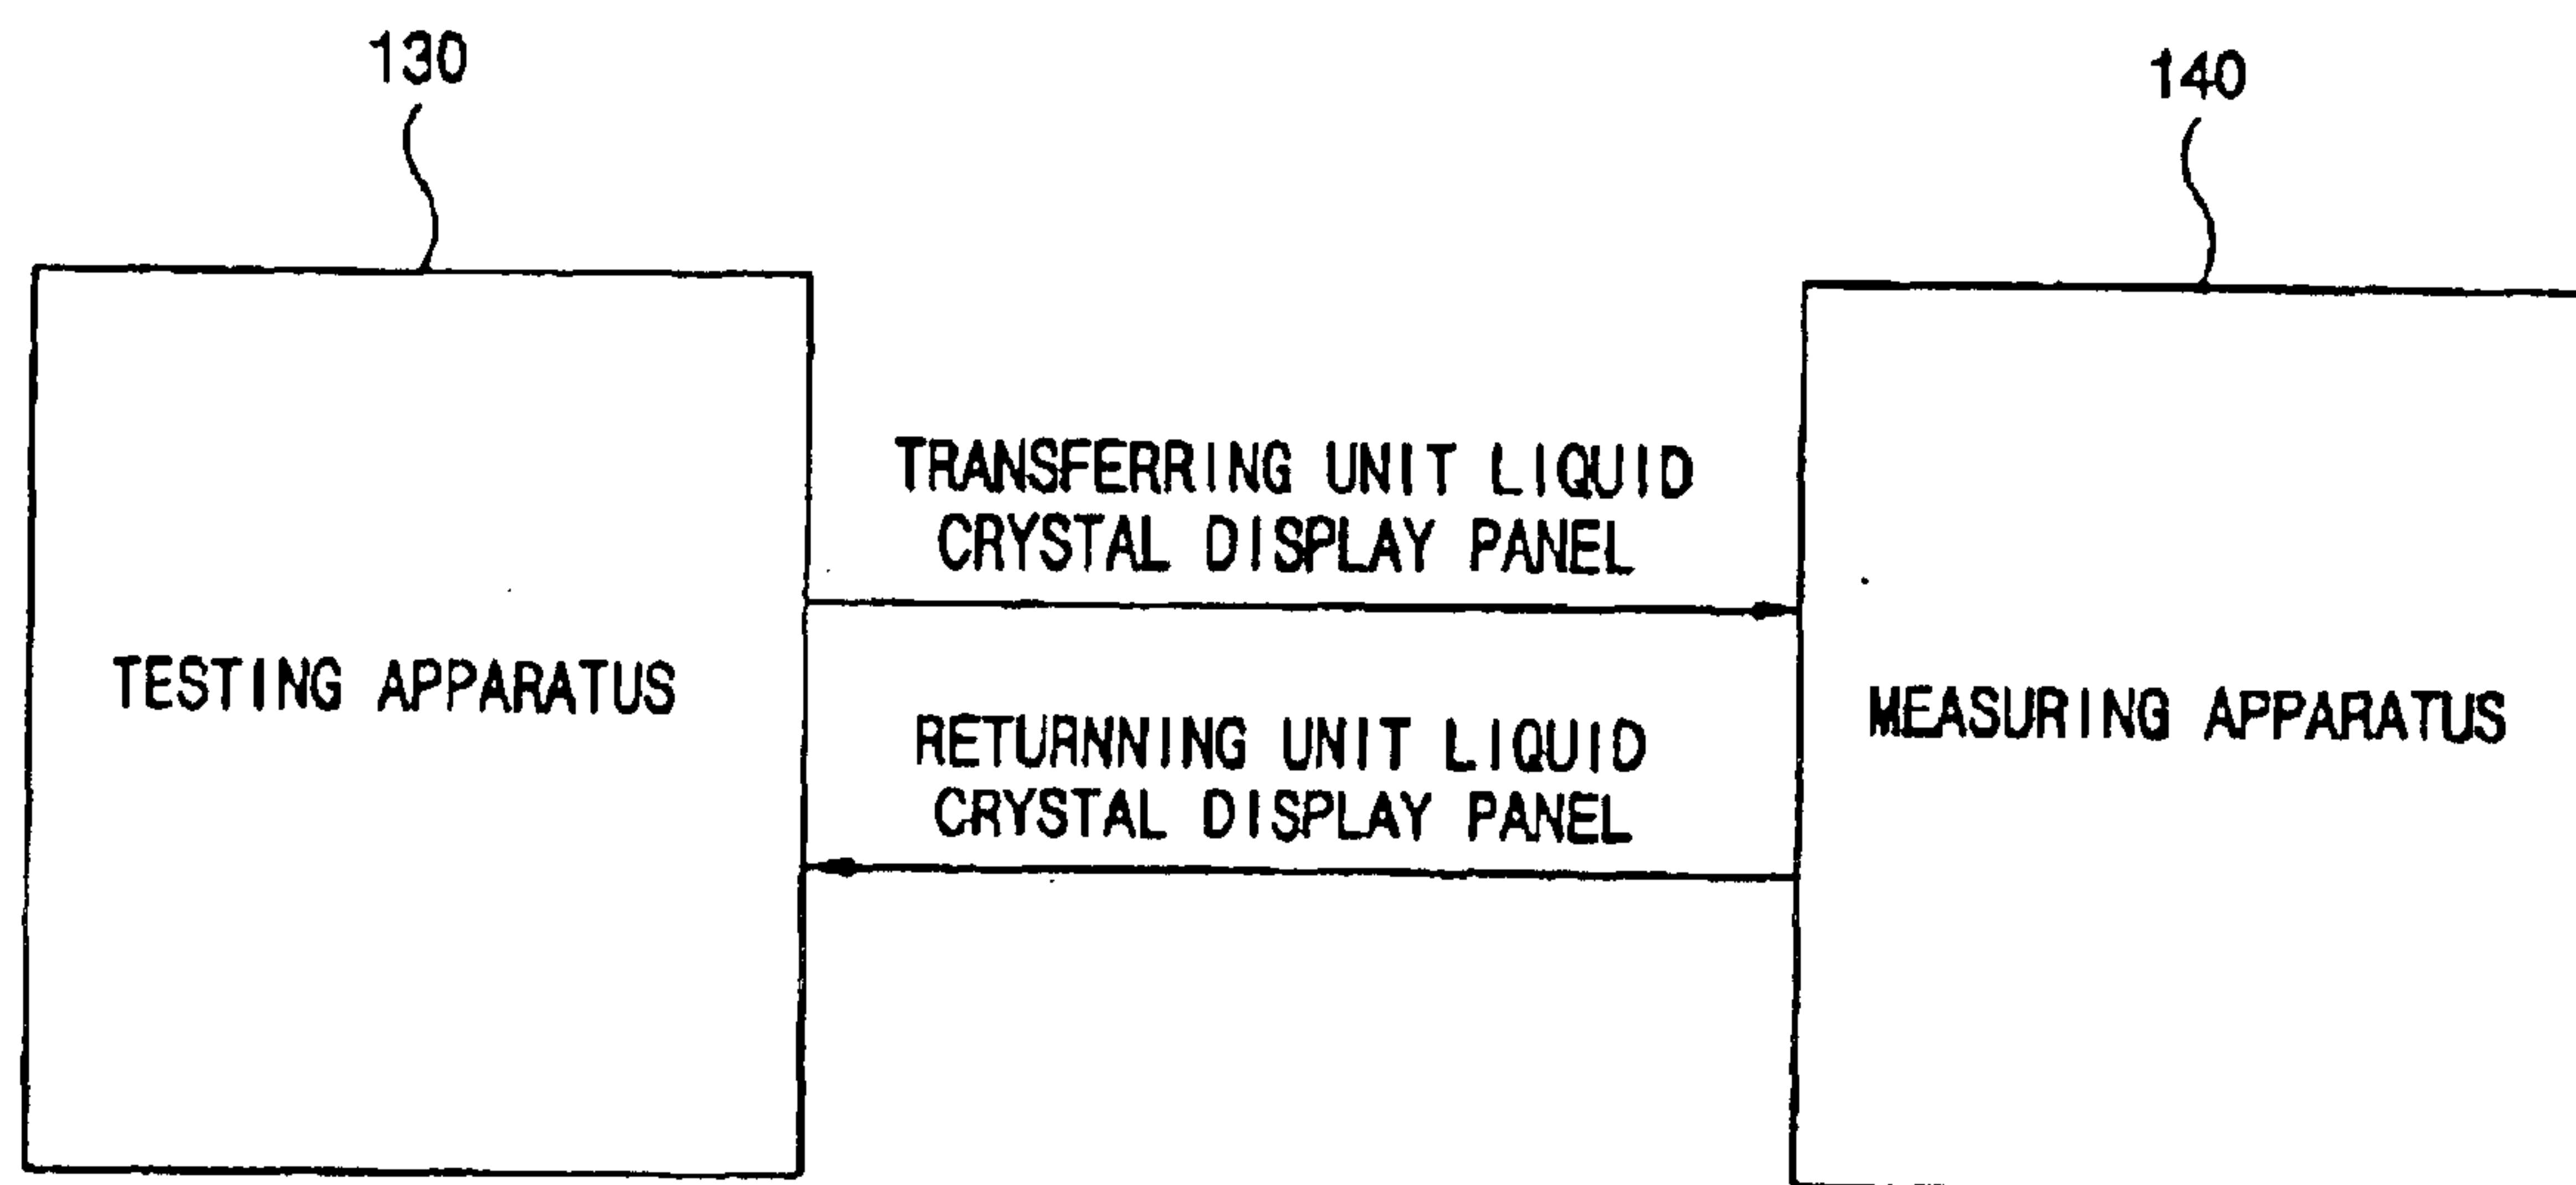 130
140
TRANSFERRING UNIT LIQUID
CRYSTAL DISPLAY PANEL
TESTING APPARATUS
MEASURING APPARATUS
RETURNNING UNIT LIQUID
CRYSTAL DISPLAY PANEL